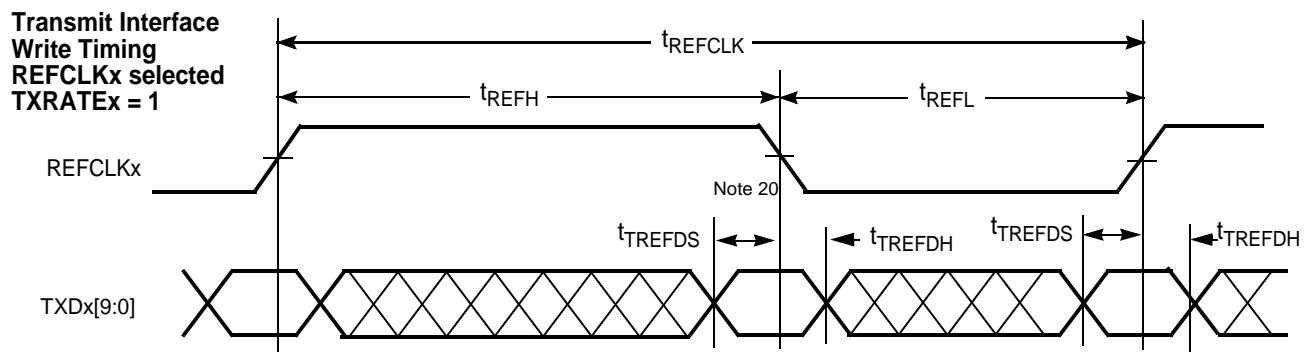 Transmit Interface
Write Timing
REFCLKx selected
TXRATEx = 1
tREFCLK
tREFH
tREFL
REFCLKx
Note 20
tTREFDS
tTREFDH
tTREFDS
tTREFDH
TXDx[9:0]